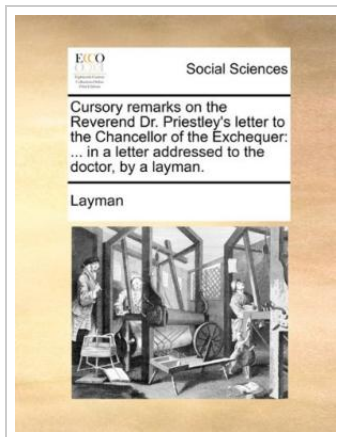 ECCO
Social Sciences
Cursory remarks on the
Reverend Dr. Priestley's letter to
the Chancellor of the Exchequer:
... in a letter addressed to the
doctor, by a layman.
Layman